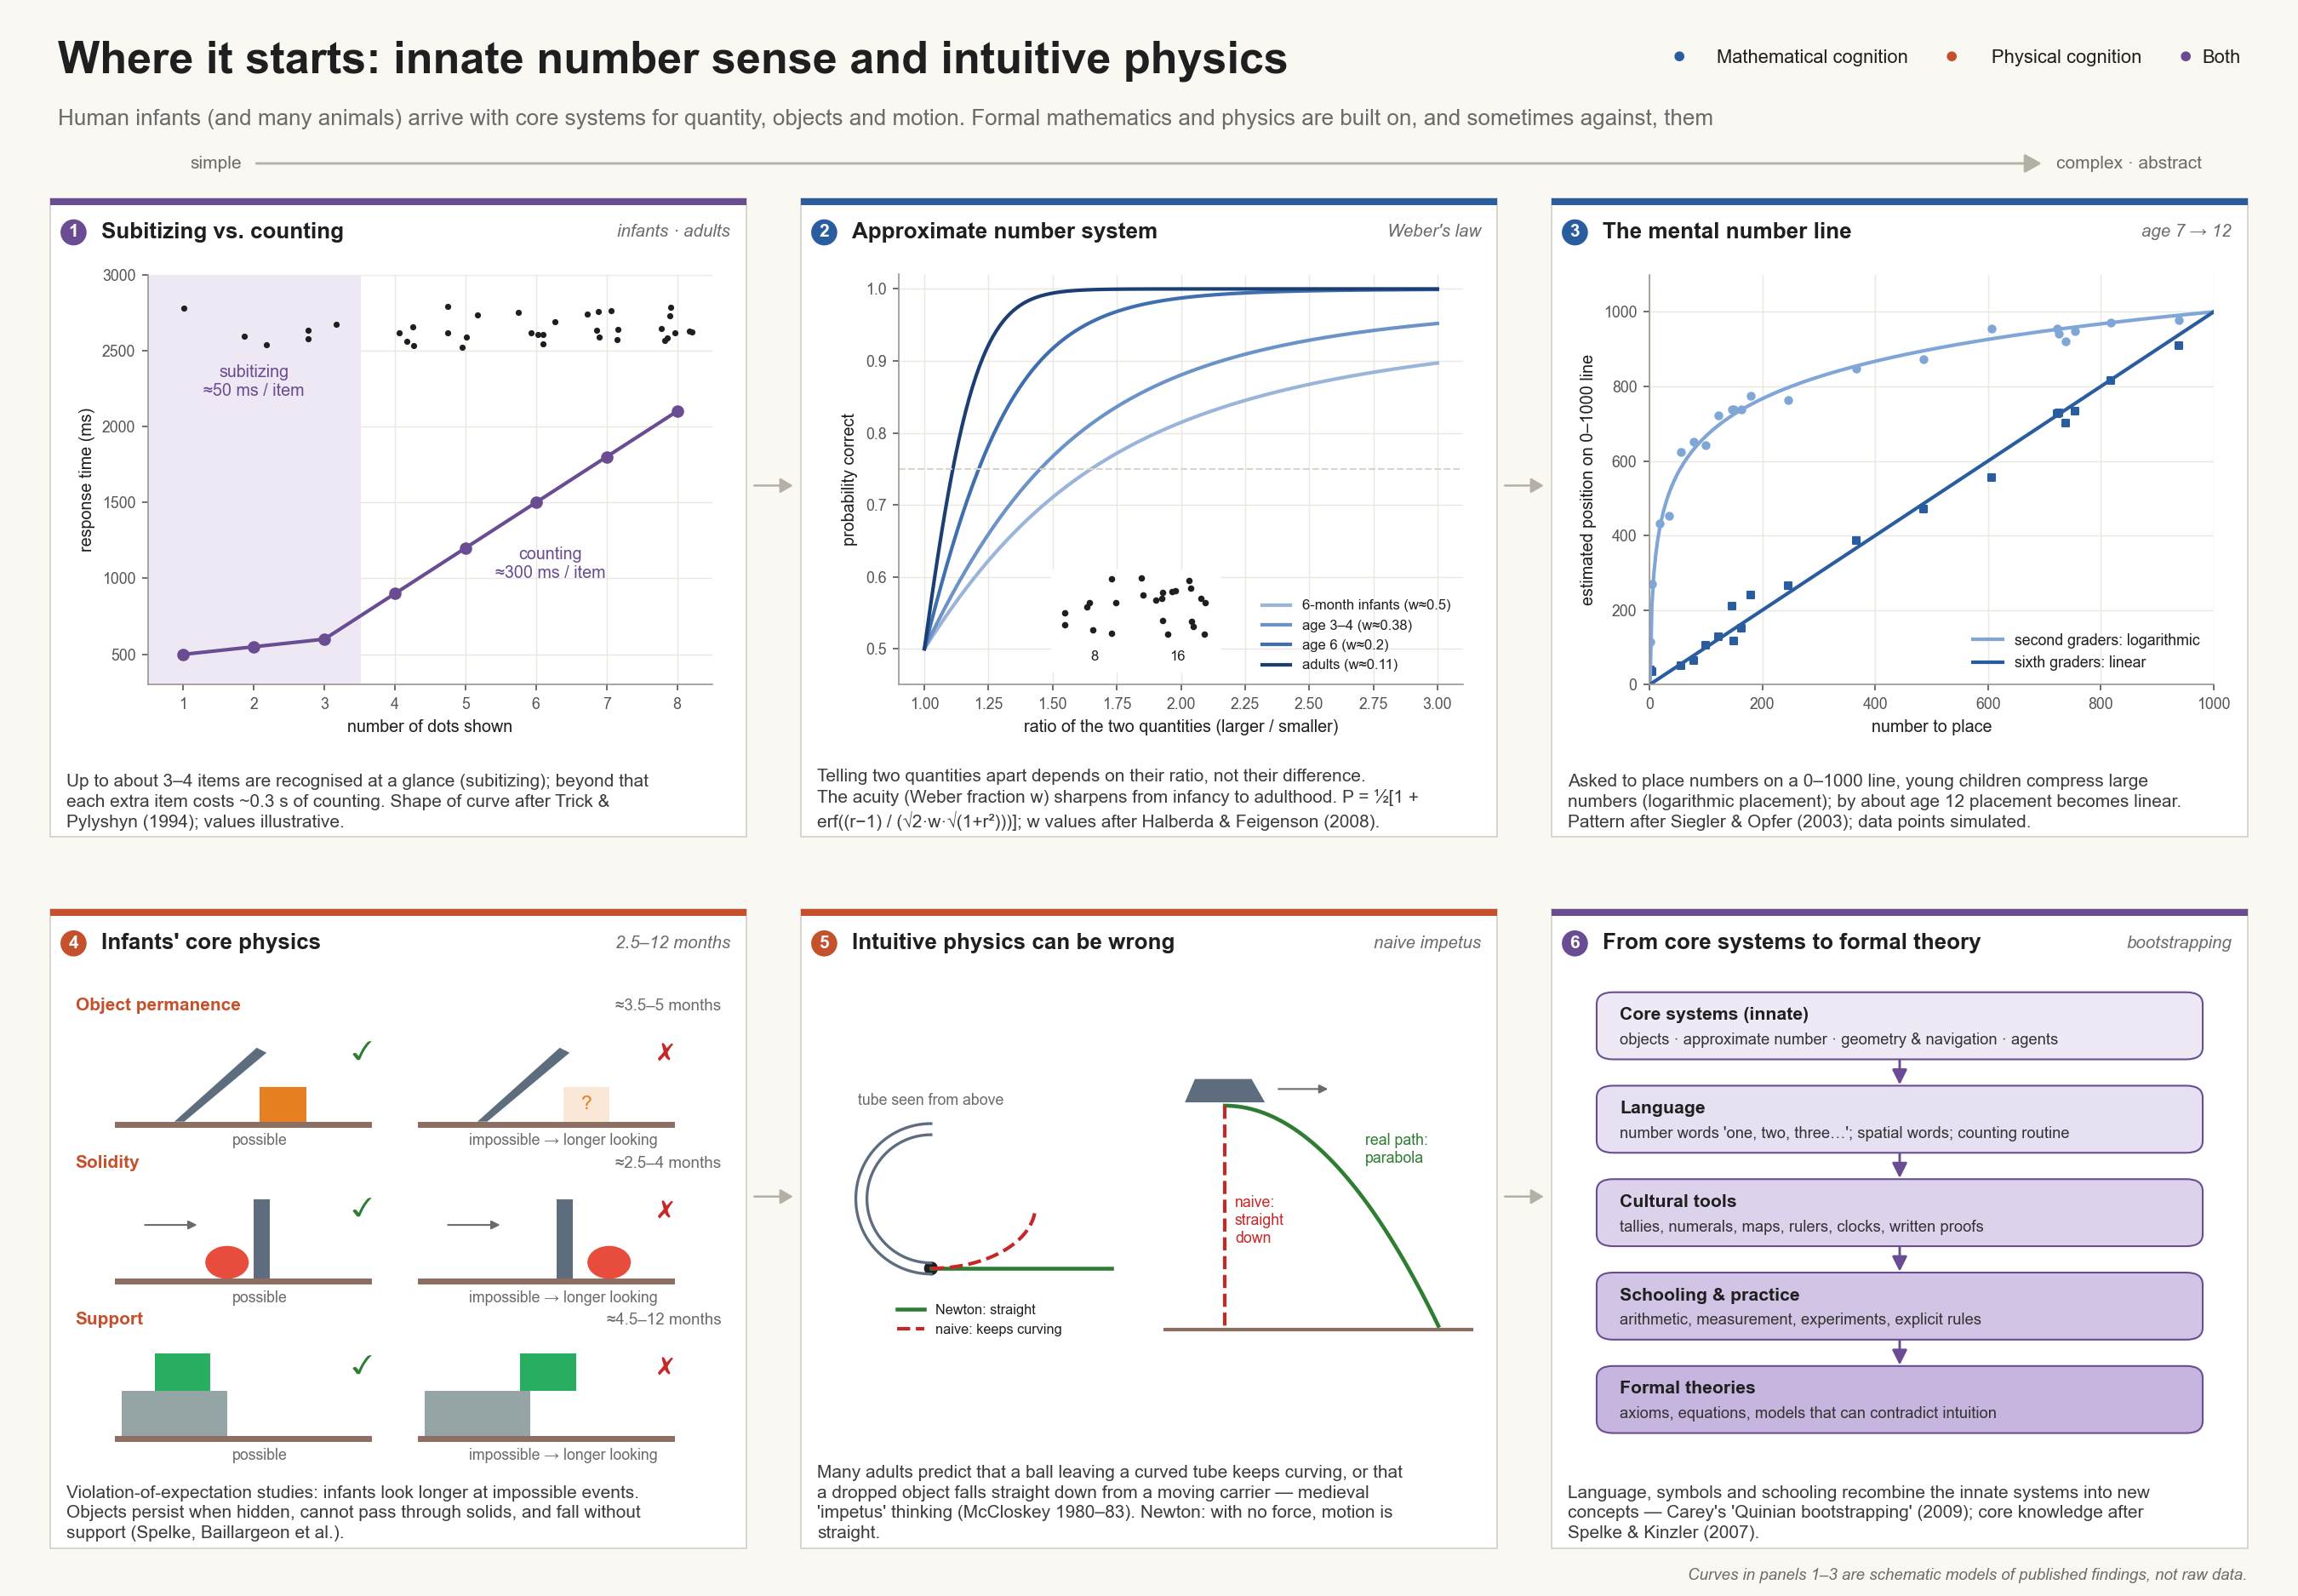 Where it starts: innate number sense and intuitive physics
Mathematical cognition
Physical cognition
Both
Human infants (and many animals) arrive with core systems for quantity, objects and motion. Formal mathematics and physics are built on, and sometimes against, them
simple
complex · abstract
1
Subitizing vs. counting
infants · adults
3000
2500
2000
1500
1000
500
response time (ms)
subitizing
≈50 ms / item
counting
≈300 ms / item
1 2 3 4 5 6 7 8
number of dots shown
Up to about 3–4 items are recognised at a glance (subitizing); beyond that
each extra item costs ~0.3 s of counting. Shape of curve after Trick &
Pylyshyn (1994); values illustrative.
2
Approximate number system
Weber's law
1.0
0.9
0.8
0.7
0.6
0.5
probability correct
8 16
6-month infants (w≈0.5)
age 3–4 (w≈0.38)
age 6 (w≈0.2)
adults (w≈0.11)
1.00 1.25 1.50 1.75 2.00 2.25 2.50 2.75 3.00
ratio of the two quantities (larger / smaller)
Telling two quantities apart depends on their ratio, not their difference.
The acuity (Weber fraction w) sharpens from infancy to adulthood. P = ½[1 +
erf((r−1) / (√2·w·√(1+r²)))]; w values after Halberda & Feigenson (2008).
3
The mental number line
age 7 → 12
1000
800
600
400
200
0
estimated position on 0–1000 line
second graders: logarithmic
sixth graders: linear
0 200 400 600 800 1000
number to place
Asked to place numbers on a 0–1000 line, young children compress large
numbers (logarithmic placement); by about age 12 placement becomes linear.
Pattern after Siegler & Opfer (2003); data points simulated.
4
Infants' core physics
2.5–12 months
Object permanence
≈3.5–5 months
✓
✗
?
possible
impossible → longer looking
Solidity
≈2.5–4 months
✓
✗
possible
impossible → longer looking
Support
≈4.5–12 months
✓
✗
possible
impossible → longer looking
Violation-of-expectation studies: infants look longer at impossible events.
Objects persist when hidden, cannot pass through solids, and fall without
support (Spelke, Baillargeon et al.).
5
Intuitive physics can be wrong
naive impetus
tube seen from above
Newton: straight
naive: keeps curving
real path:
parabola
naive:
straight
down
Many adults predict that a ball leaving a curved tube keeps curving, or that
a dropped object falls straight down from a moving carrier — medieval
'impetus' thinking (McCloskey 1980–83). Newton: with no force, motion is
straight.
6
From core systems to formal theory
bootstrapping
Core systems (innate)
objects · approximate number · geometry & navigation · agents
Language
number words 'one, two, three…'; spatial words; counting routine
Cultural tools
tallies, numerals, maps, rulers, clocks, written proofs
Schooling & practice
arithmetic, measurement, experiments, explicit rules
Formal theories
axioms, equations, models that can contradict intuition
Language, symbols and schooling recombine the innate systems into new
concepts — Carey's 'Quinian bootstrapping' (2009); core knowledge after
Spelke & Kinzler (2007).
Curves in panels 1–3 are schematic models of published findings, not raw data.